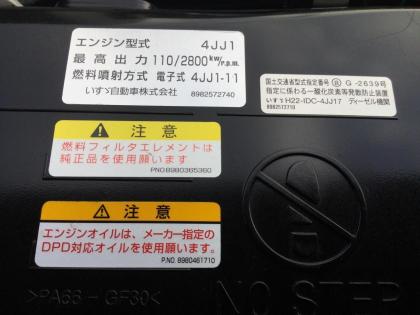 エンジン型式 4JJ1
最高出力 110/2800kw/r.p.m.
燃料噴射方式 電子式 4JJ1-11
いすゞ自動車株式会社 8982572740
国土交通省型式指定番号 Ⓑ G-2639号
指定に係わる一酸化炭素等発散防止装置
いすゞH22-IDC-4JJ17 ディーゼル機関
8982572710
注意
燃料フィルタエレメントは
純正品を使用願います
P.NO.8980365360
注意
エンジンオイルは、メーカー指定の
DPD対応オイルを使用願います。
P.NO. 8980461710
>PA66-GF30<
NO STEP